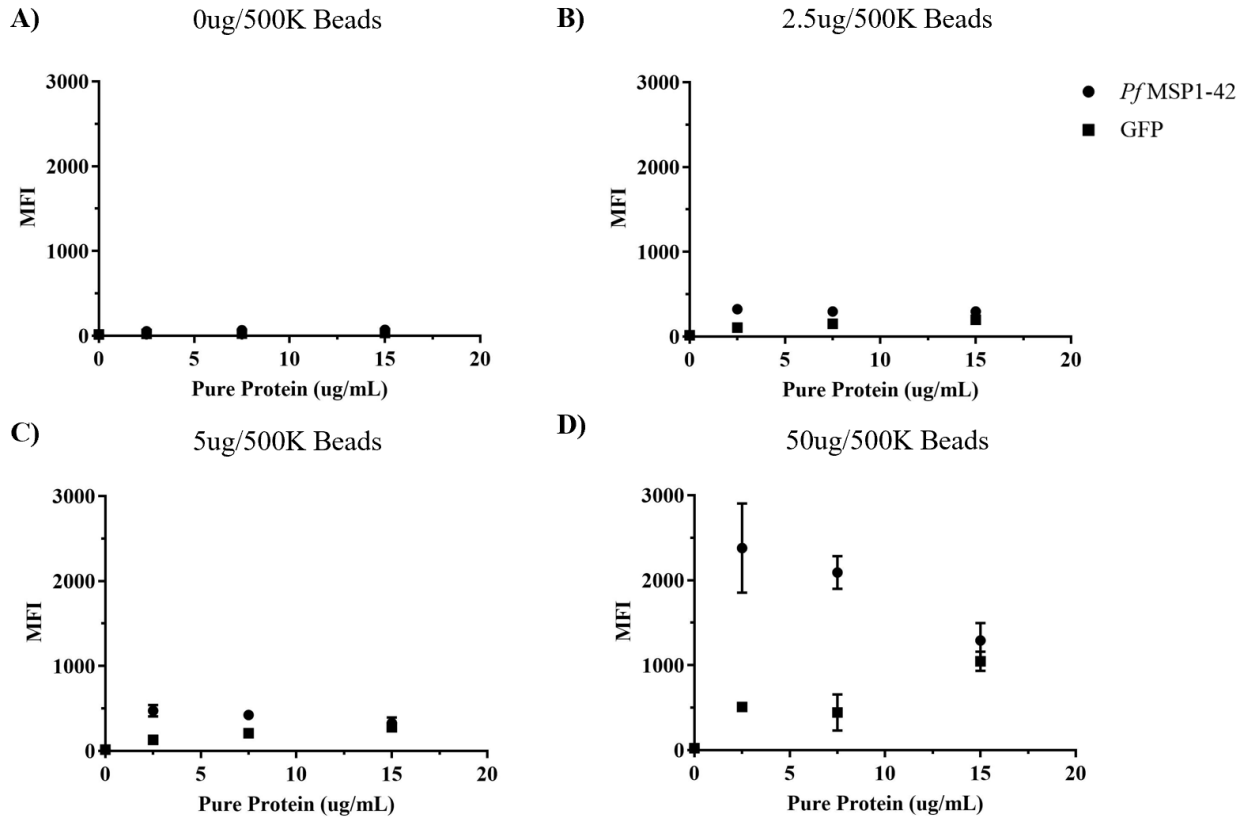 A) 0ug/500K Beads
3000
2000
1000
0
MFI
0 5 10 15 20
Pure Protein (ug/mL)
B) 2.5ug/500K Beads
3000
2000
1000
0
MFI
0 5 10 15 20
Pure Protein (ug/mL)
Pf MSP1-42
GFP
C) 5ug/500K Beads
3000
2000
1000
0
MFI
0 5 10 15 20
Pure Protein (ug/mL)
D) 50ug/500K Beads
3000
2000
1000
0
MFI
0 5 10 15 20
Pure Protein (ug/mL)